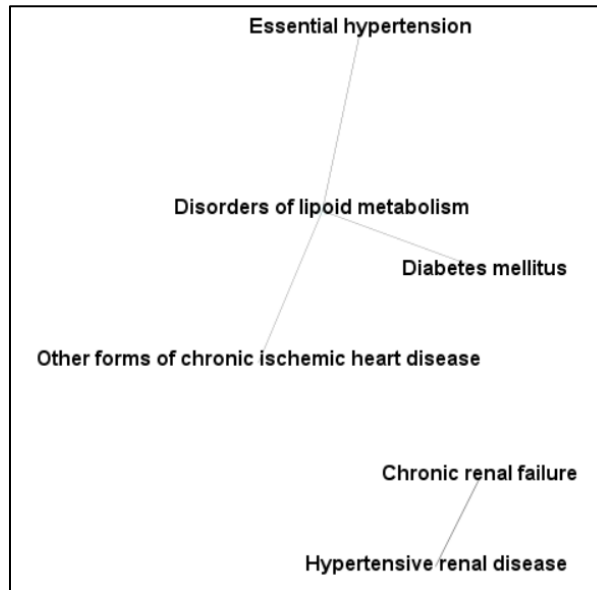 Essential hypertension
Disorders of lipoid metabolism
Diabetes mellitus
Other forms of chronic ischemic heart disease
Chronic renal failure
Hypertensive renal disease